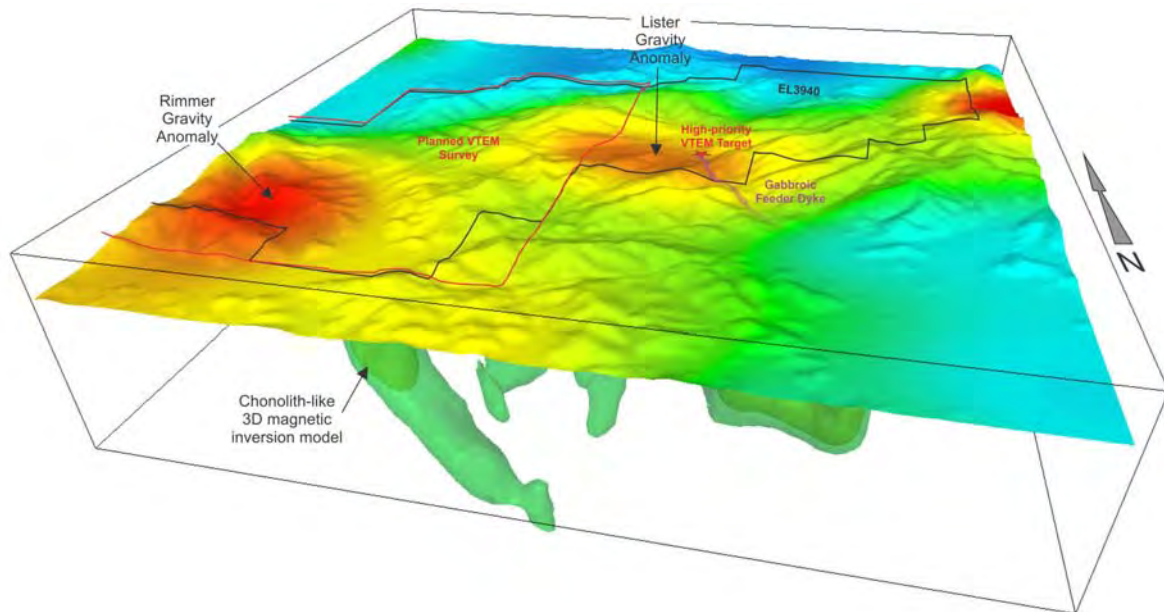 Lister
Gravity
Anomaly
Rimmer
Gravity
Anomaly
EL3940
Planned VTEM
Survey
High-priority
VTEM Target
Gabbroic
Feeder Dyke
N
Chonolith-like
3D magnetic
inversion model